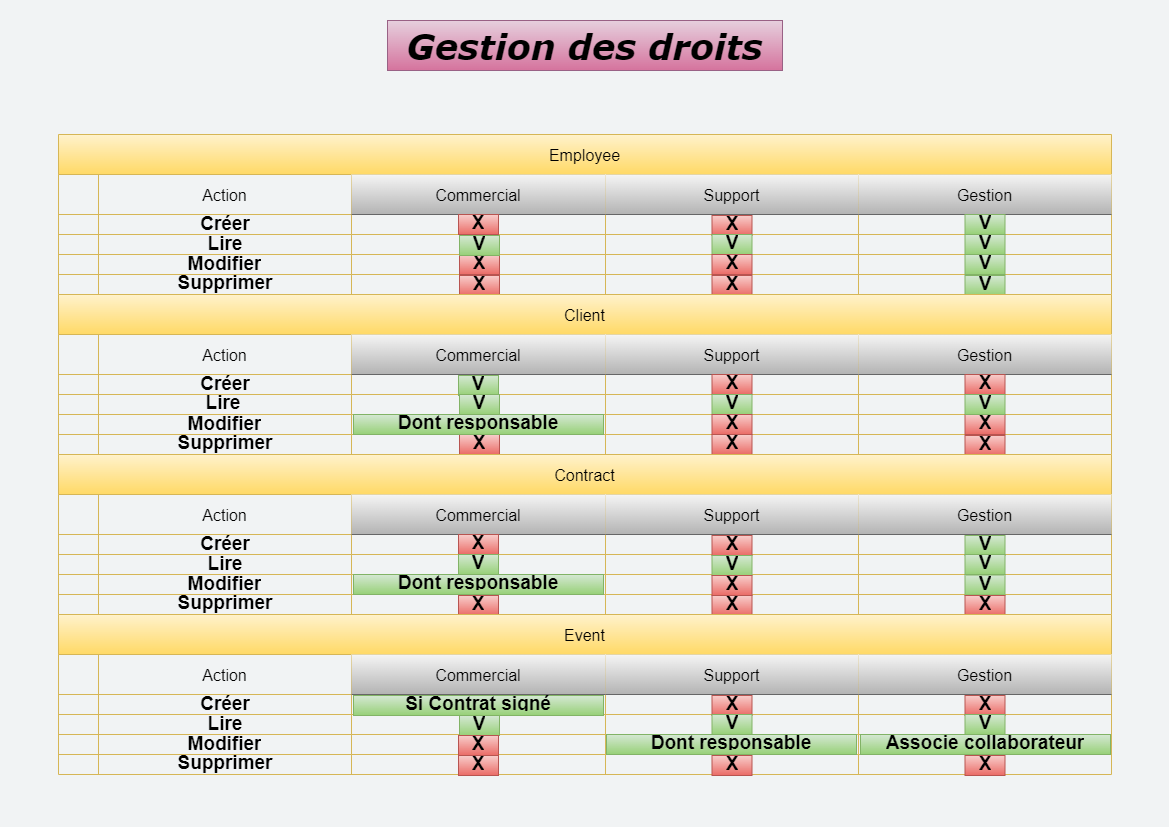 Gestion des droits
Employee
Action Commercial Support Gestion
Créer X X V
Lire V V V
Modifier X X V
Supprimer X X V
Client
Action Commercial Support Gestion
Créer V X X
Lire V V V
Modifier Dont responsable X X
Supprimer X X X
Contract
Action Commercial Support Gestion
Créer X X V
Lire V V V
Modifier Dont responsable X V
Supprimer X X X
Event
Action Commercial Support Gestion
Créer Si Contrat signé X X
Lire V V V
Modifier X Dont responsable Associe collaborateur
Supprimer X X X